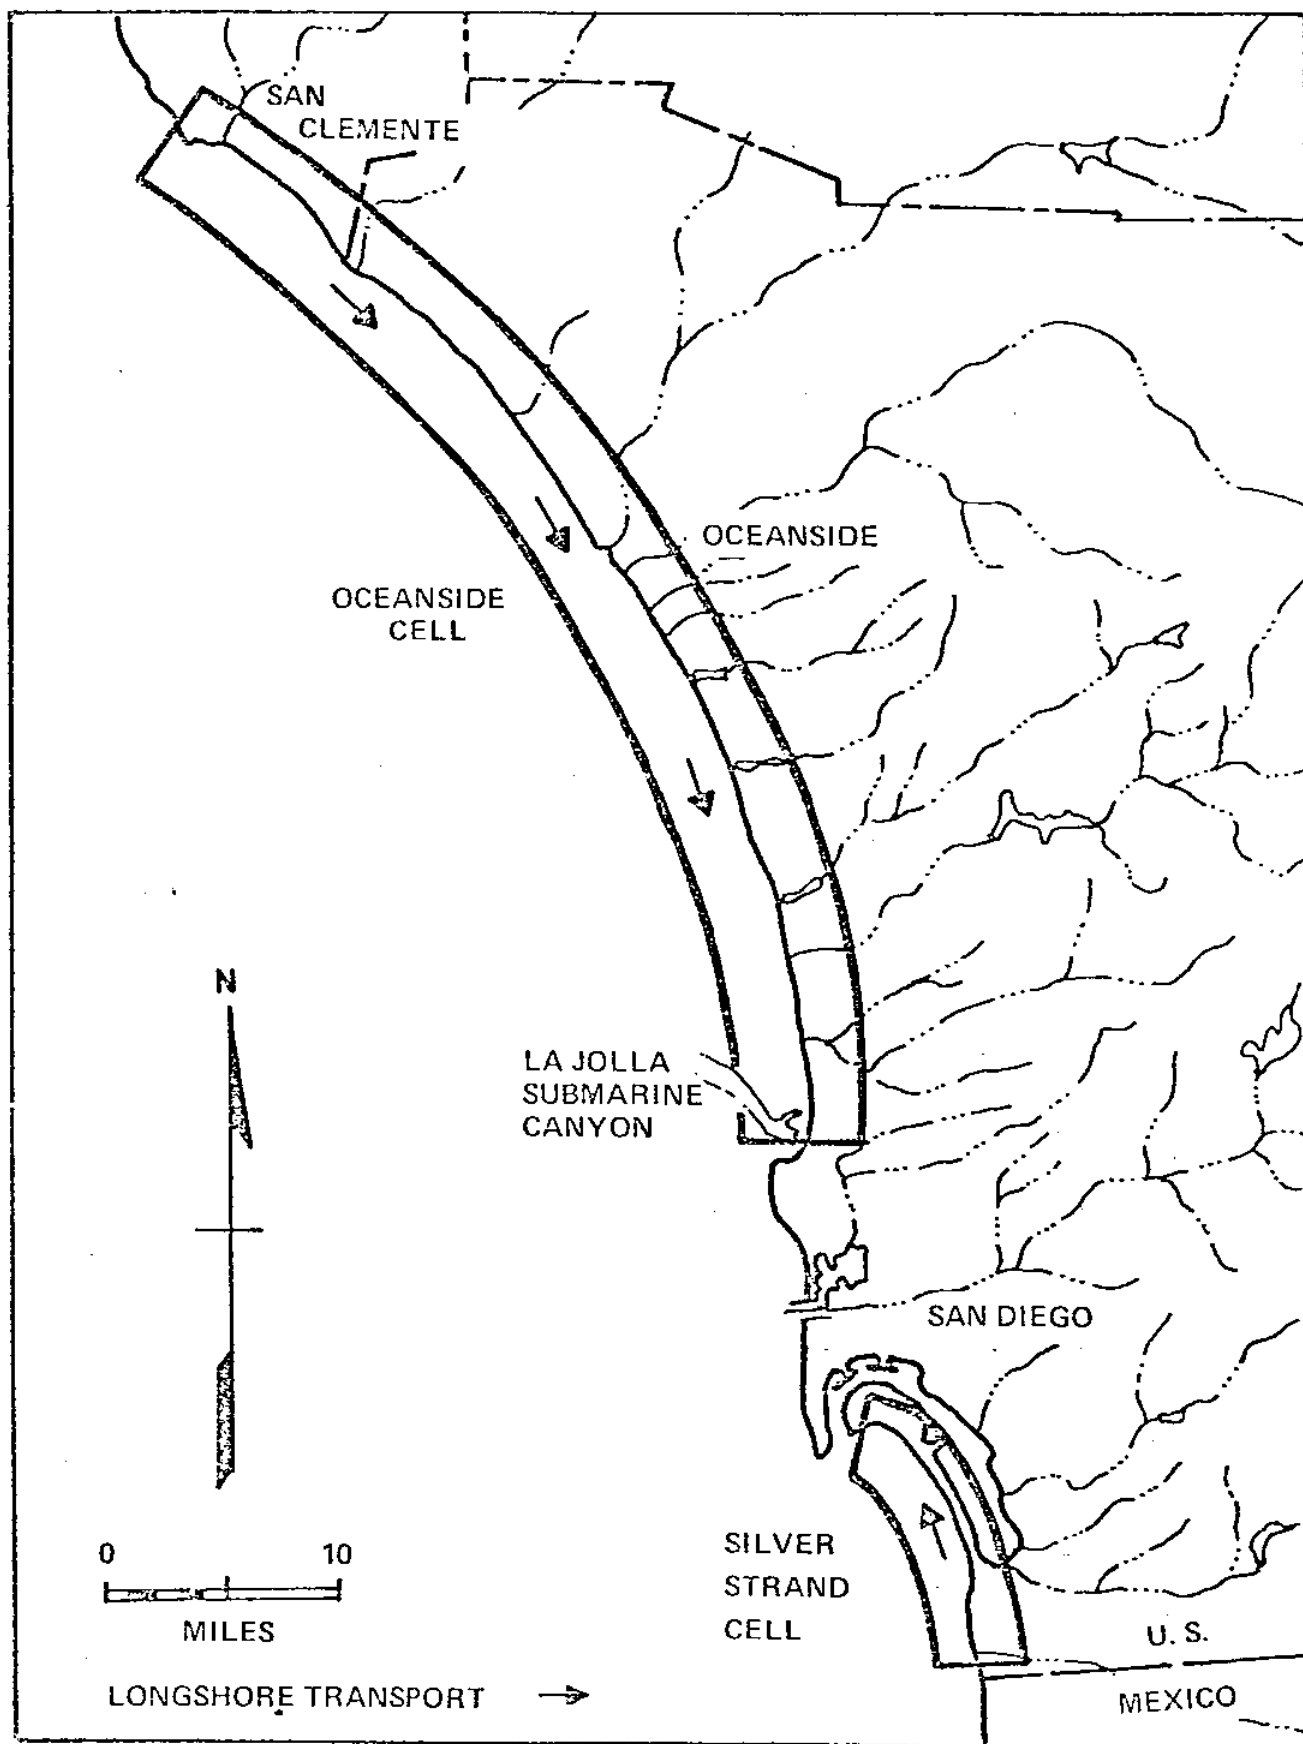 SAN
CLEMENTE
OCEANSIDE
OCEANSIDE
CELL
N
LA JOLLA
SUBMARINE
CANYON
SAN DIEGO
0 10
MILES
SILVER
STRAND
CELL
U. S.
MEXICO
LONGSHORE TRANSPORT